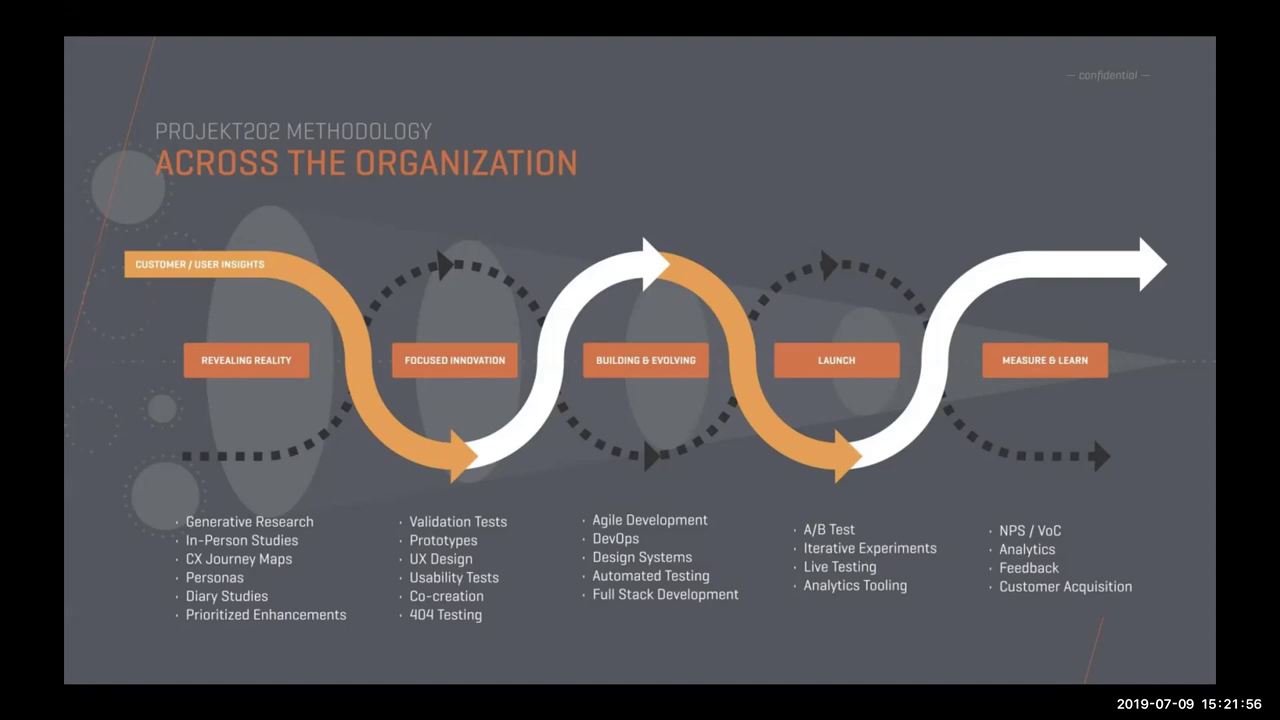 — confidential —
PROJEKT202 METHODOLOGY
ACROSS THE ORGANIZATION
CUSTOMER / USER INSIGHTS
REVEALING REALITY
FOCUSED INNOVATION
BUILDING & EVOLVING
LAUNCH
MEASURE & LEARN
· Generative Research
· In-Person Studies
· CX Journey Maps
· Personas
· Diary Studies
· Prioritized Enhancements
· Validation Tests
· Prototypes
· UX Design
· Usability Tests
· Co-creation
· 404 Testing
· Agile Development
· DevOps
· Design Systems
· Automated Testing
· Full Stack Development
· A/B Test
· Iterative Experiments
· Live Testing
· Analytics Tooling
· NPS / VoC
· Analytics
· Feedback
· Customer Acquisition
2019-07-09 15:21:56